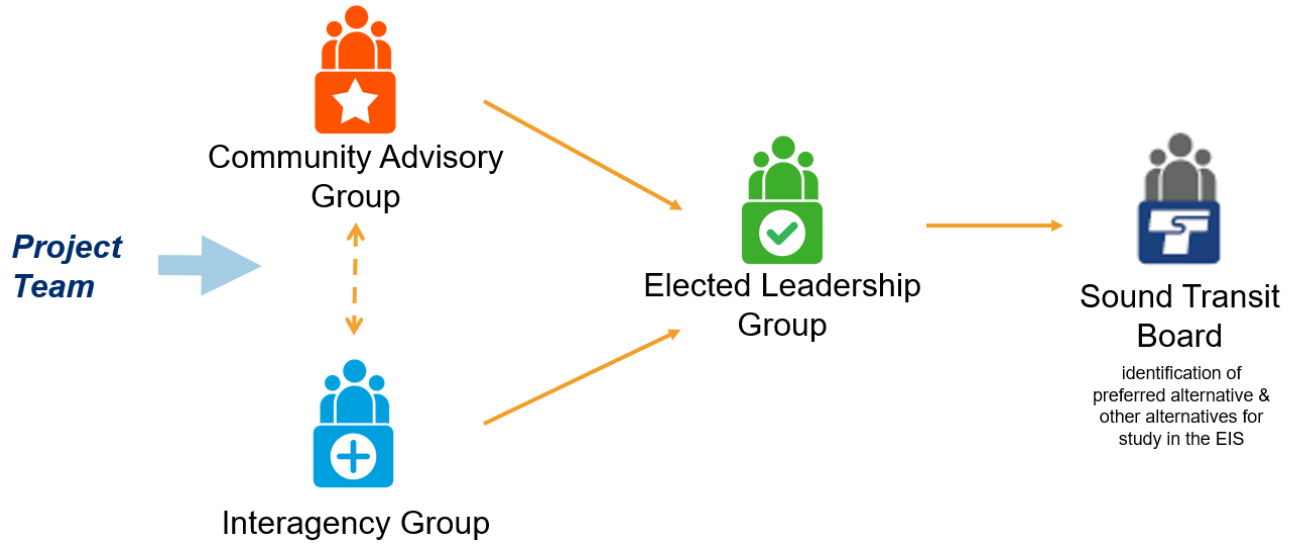 Community Advisory
Group
Project
Team
Interagency Group
Elected Leadership
Group
Sound Transit
Board
identification of
preferred alternative &
other alternatives for
study in the EIS